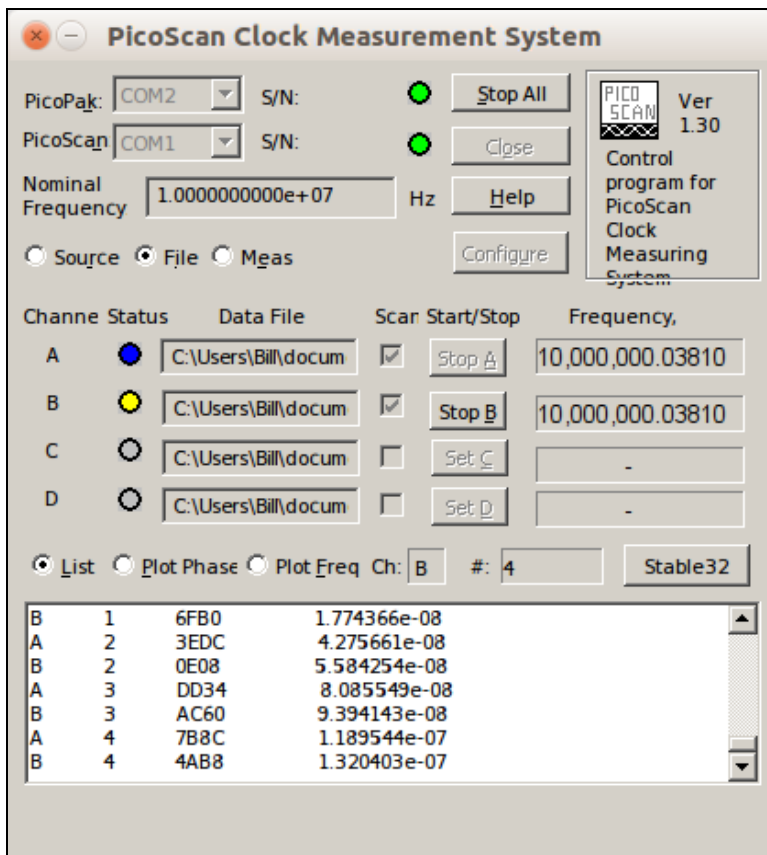 PicoScan Clock Measurement System
PicoPak: COM2 S/N: Stop All
PicoScan COM1 S/N: Close
Nominal Frequency 1.0000000000e+07 Hz Help
Source File Meas Configure
PICO SCAN
Ver 1.30
Control
program for
PicoScan
Clock
Measuring
System
Channe Status Data File Scan Start/Stop Frequency,
A C:\Users\Bill\docum Stop A 10,000,000.03810
B C:\Users\Bill\docum Stop B 10,000,000.03810
C C:\Users\Bill\docum Set C -
D C:\Users\Bill\docum Set D -
List Plot Phase Plot Freq Ch: B #: 4 Stable32
B 1 6FB0 1.774366e-08
A 2 3EDC 4.275661e-08
B 2 0E08 5.584254e-08
A 3 DD34 8.085549e-08
B 3 AC60 9.394143e-08
A 4 7B8C 1.189544e-07
B 4 4AB8 1.320403e-07